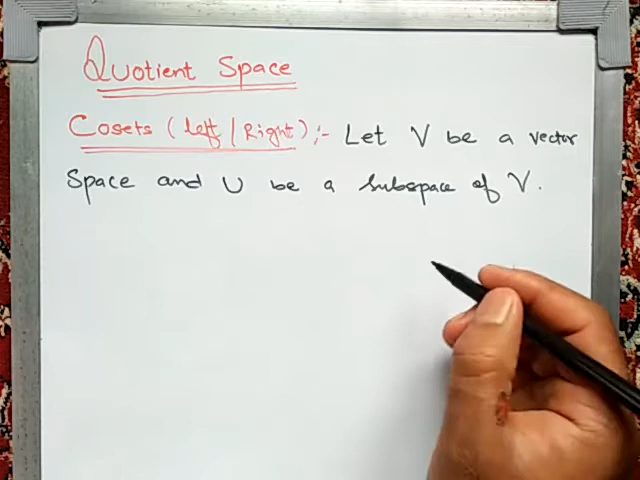 Quotient Space
Cosets (left / Right) :- Let V be a vector
Space and U be a subspace of V.